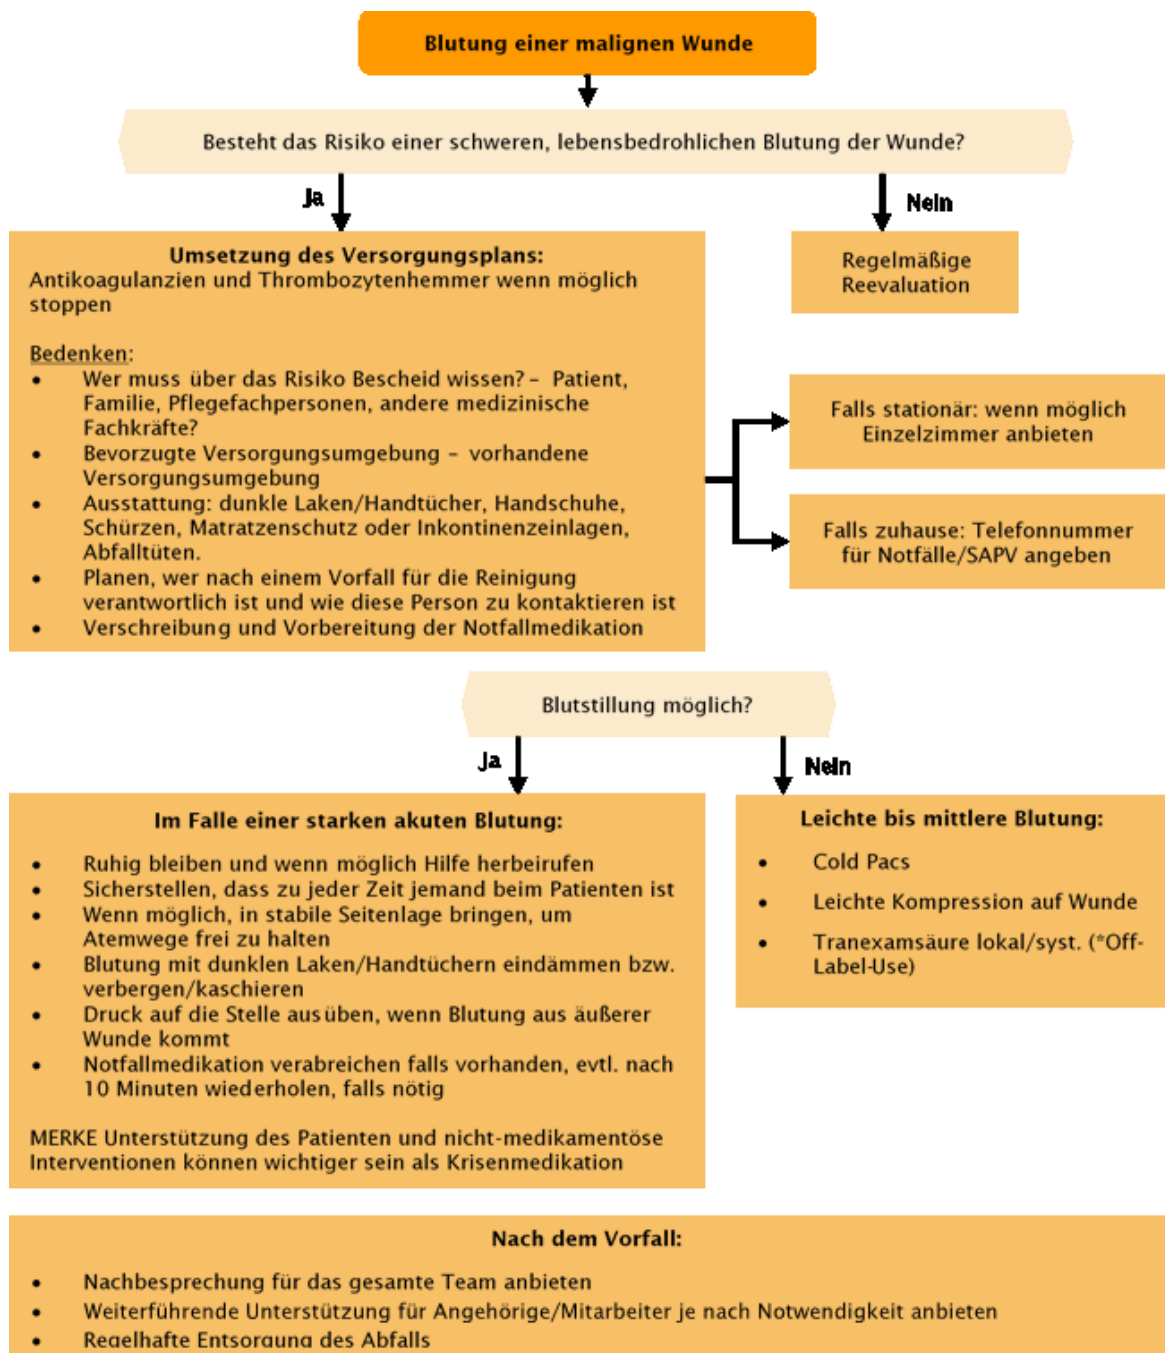 Blutung einer malignen Wunde
Besteht das Risiko einer schweren, lebensbedrohlichen Blutung der Wunde?
Ja
Nein
Umsetzung des Versorgungsplans:
Antikoagulanzien und Thrombozytenhemmer wenn möglich
stoppen
Bedenken:
• Wer muss über das Risiko Bescheid wissen? – Patient,
Familie, Pflegefachpersonen, andere medizinische
Fachkräfte?
• Bevorzugte Versorgungsumgebung – vorhandene
Versorgungsumgebung
• Ausstattung: dunkle Laken/Handtücher, Handschuhe,
Schürzen, Matratzenschutz oder Inkontinenzeinlagen,
Abfalltüten.
• Planen, wer nach einem Vorfall für die Reinigung
verantwortlich ist und wie diese Person zu kontaktieren ist
• Verschreibung und Vorbereitung der Notfallmedikation
Regelmäßige
Reevaluation
Falls stationär: wenn möglich
Einzelzimmer anbieten
Falls zuhause: Telefonnummer
für Notfälle/SAPV angeben
Blutstillung möglich?
Ja
Nein
Im Falle einer starken akuten Blutung:
• Ruhig bleiben und wenn möglich Hilfe herbeirufen
• Sicherstellen, dass zu jeder Zeit jemand beim Patienten ist
• Wenn möglich, in stabile Seitenlage bringen, um
Atemwege frei zu halten
• Blutung mit dunklen Laken/Handtüchern eindämmen bzw.
verbergen/kaschieren
• Druck auf die Stelle ausüben, wenn Blutung aus äußerer
Wunde kommt
• Notfallmedikation verabreichen falls vorhanden, evtl. nach
10 Minuten wiederholen, falls nötig
MERKE Unterstützung des Patienten und nicht-medikamentöse
Interventionen können wichtiger sein als Krisenmedikation
Leichte bis mittlere Blutung:
• Cold Pacs
• Leichte Kompression auf Wunde
• Tranexamsäure lokal/syst. (*Off-
Label-Use)
Nach dem Vorfall:
• Nachbesprechung für das gesamte Team anbieten
• Weiterführende Unterstützung für Angehörige/Mitarbeiter je nach Notwendigkeit anbieten
• Regelhafte Entsorgung des Abfalls